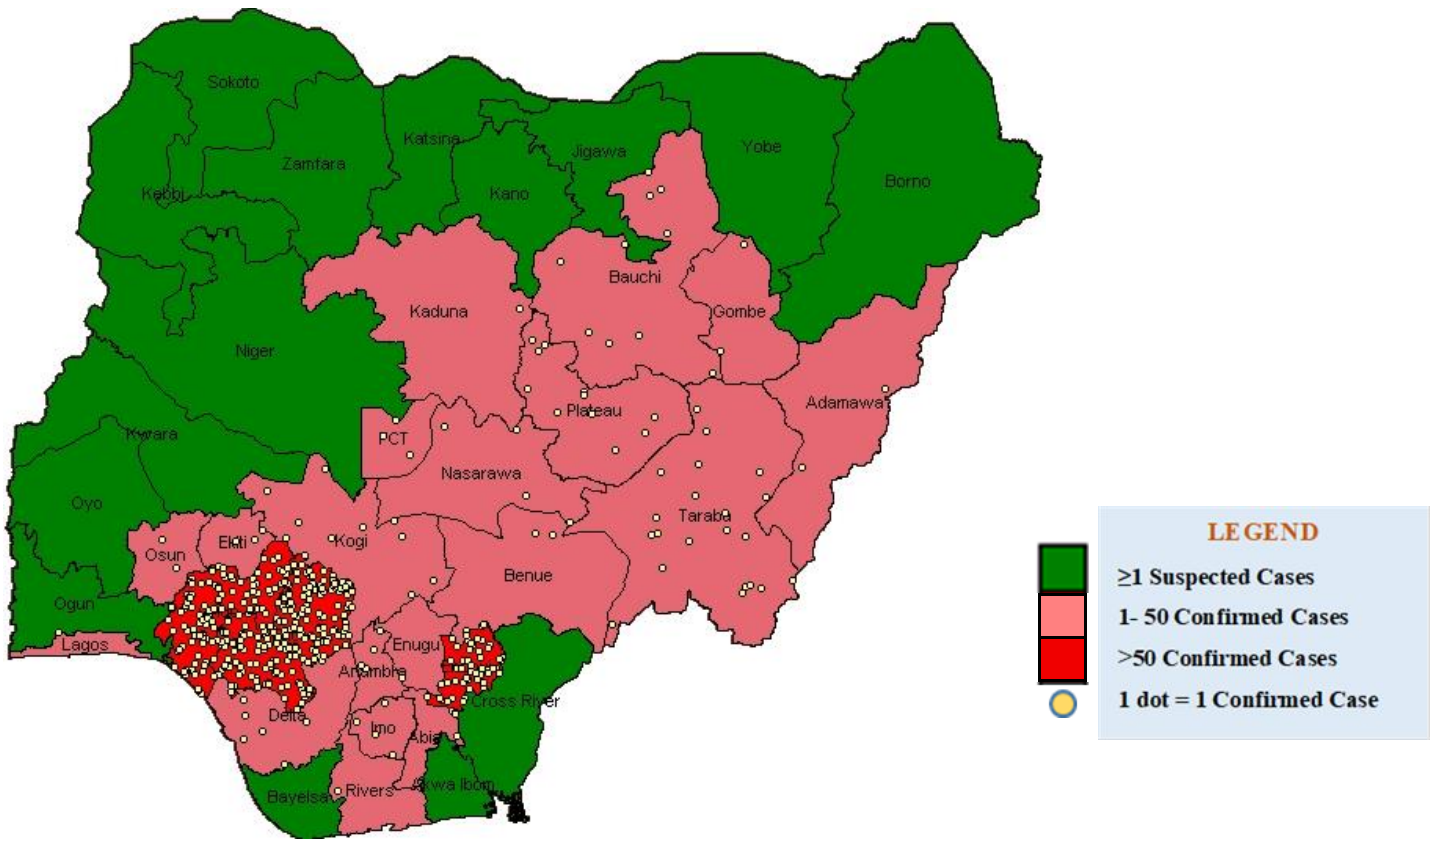 Sokoto
Katsina
Jigawa
Yobe
Zamfara
Kebbi
Kano
Borno
Bauchi
Kaduna
Gombe
Niger
Adamawa
Plateau
Kwara
FCT
Nasarawa
Oyo
Taraba
Osun
Ekiti
Kogi
Benue
Ogun
Lagos
Enugu
Anambra
Cross River
Delta
Imo
Abia
Bayelsa
Rivers
Akwa Ibom
LEGEND
≥1 Suspected Cases
1- 50 Confirmed Cases
>50 Confirmed Cases
1 dot = 1 Confirmed Case